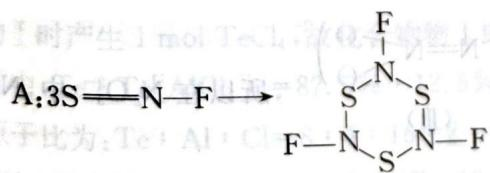 F
A:3S=N—F → N
S S
F—N N—F
S